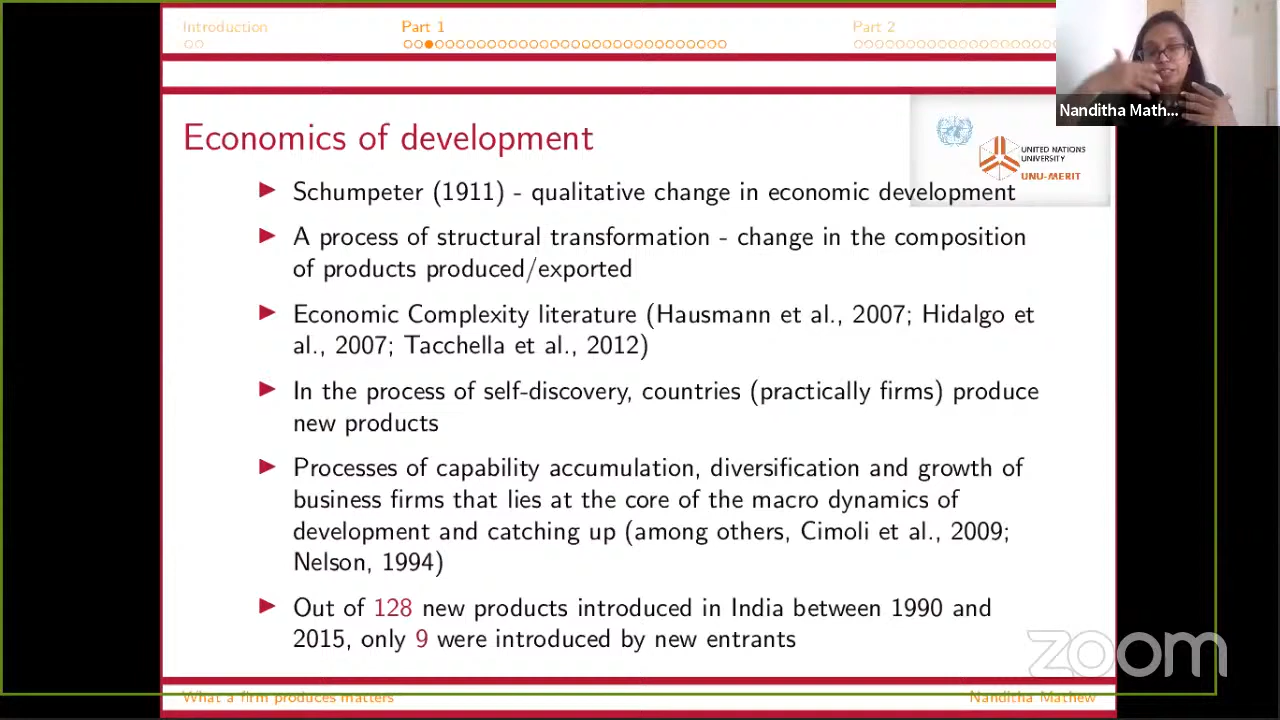 Introduction
Part 1
Part 2
Nanditha Math...
Economics of development
UNITED NATIONS
UNIVERSITY
UNU-MERIT
Schumpeter (1911) - qualitative change in economic development
A process of structural transformation - change in the composition
of products produced/exported
Economic Complexity literature (Hausmann et al., 2007; Hidalgo et
al., 2007; Tacchella et al., 2012)
In the process of self-discovery, countries (practically firms) produce
new products
Processes of capability accumulation, diversification and growth of
business firms that lies at the core of the macro dynamics of
development and catching up (among others, Cimoli et al., 2009;
Nelson, 1994)
Out of 128 new products introduced in India between 1990 and
2015, only 9 were introduced by new entrants
zoom
What a firm produces matters
Nanditha Mathew